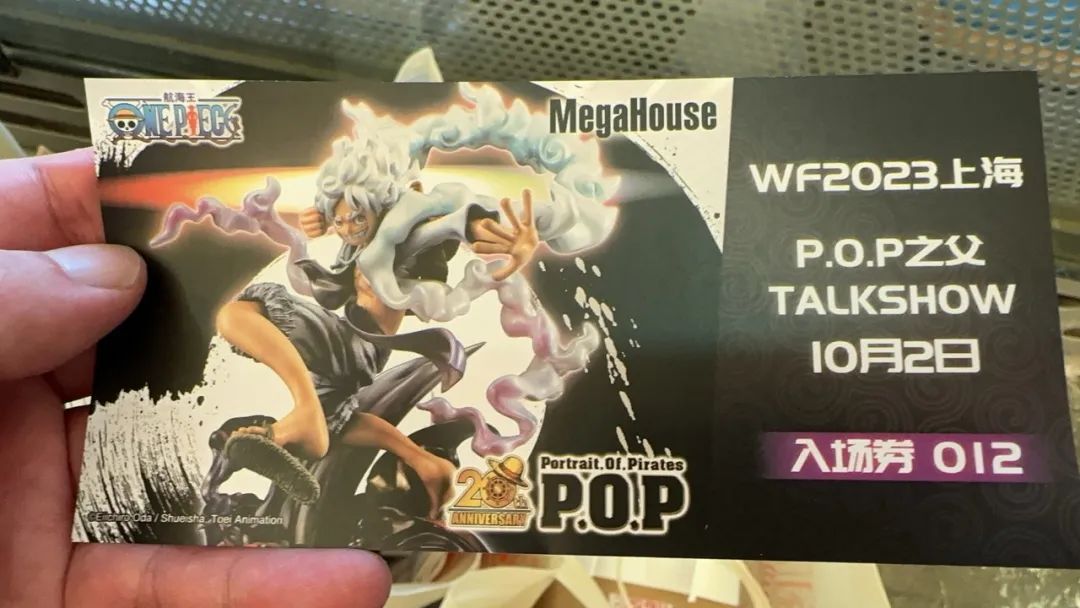 航海王
ONE PIECE
MegaHouse
WF2023上海
P.O.P之父
TALKSHOW
10月2日
入场券 012
20th
ANNIVERSARY
Portrait.Of.Pirates
P.O.P
©Eiichiro Oda / Shueisha, Toei Animation